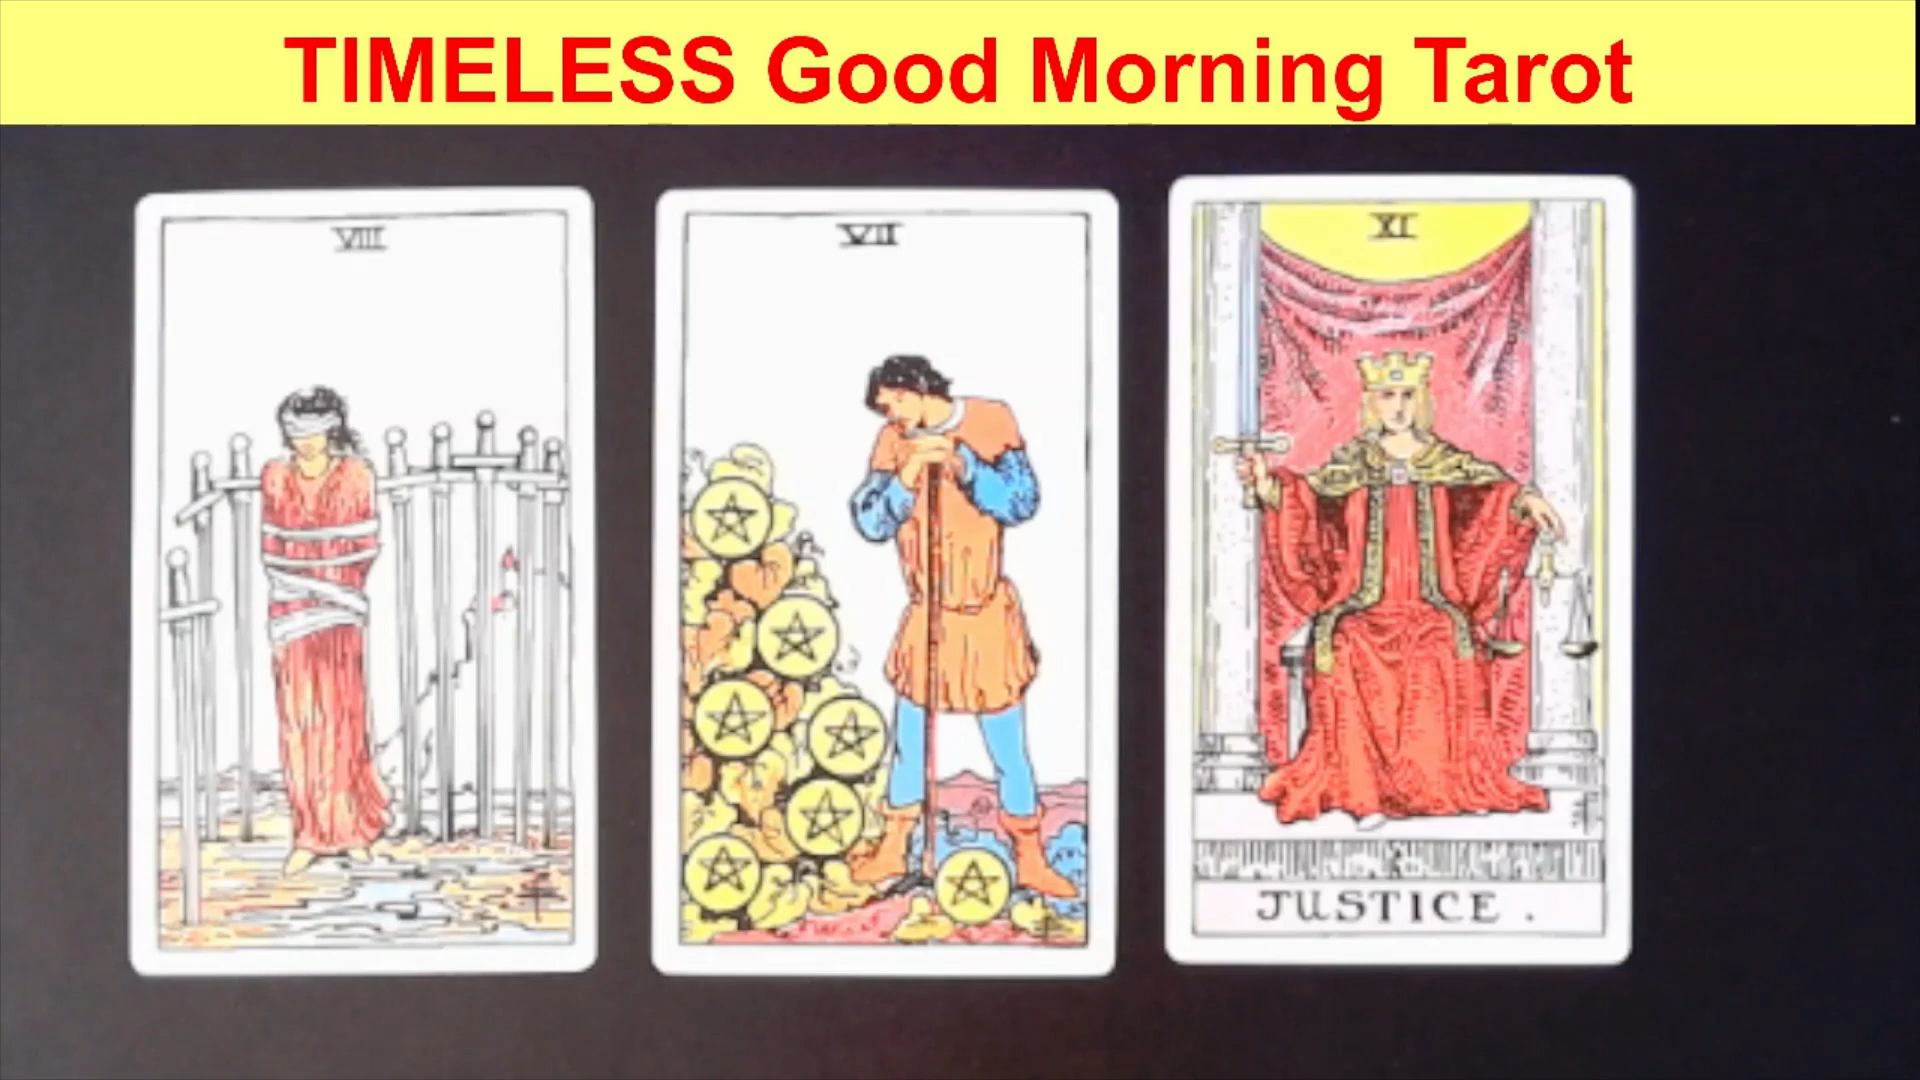 TIMELESS Good Morning Tarot
VIII
VII
XI
JUSTICE.